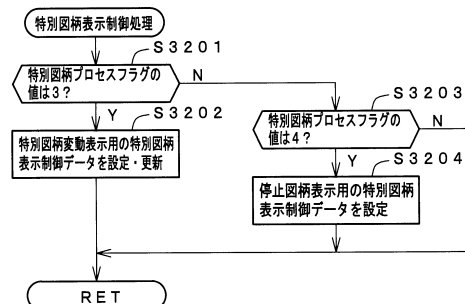 特別図柄表示制御処理
S3201
特別図柄プロセスフラグの
値は3?
N
Y
S3202
特別図柄変動表示用の特別図柄
表示制御データを設定・更新
S3203
特別図柄プロセスフラグの
値は4?
N
Y
S3204
停止図柄表示用の特別図柄
表示制御データを設定
RET